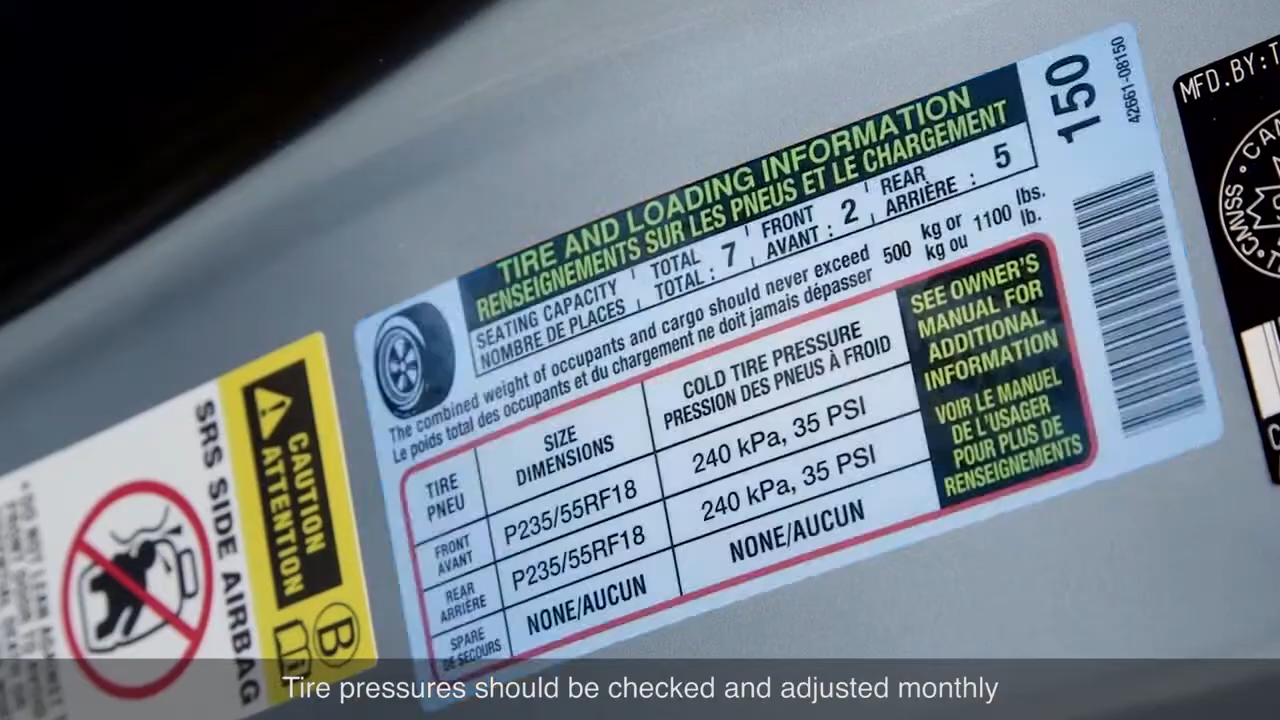 TIRE AND LOADING INFORMATION
RENSEIGNEMENTS SUR LES PNEUS ET LE CHARGEMENT
SEATING CAPACITY
NOMBRE DE PLACES
TOTAL
TOTAL : 7
FRONT
AVANT : 2
REAR
ARRIÈRE : 5
The combined weight of occupants and cargo should never exceed 500 kg or 1100 lbs.
Le poids total des occupants et du chargement ne doit jamais dépasser kg ou lb.
TIRE
PNEU
SIZE
DIMENSIONS
COLD TIRE PRESSURE
PRESSION DES PNEUS À FROID
FRONT
AVANT
P235/55RF18
240 kPa, 35 PSI
REAR
ARRIÈRE
P235/55RF18
240 kPa, 35 PSI
SPARE
DE SECOURS
NONE/AUCUN
NONE/AUCUN
SEE OWNER'S
MANUAL FOR
ADDITIONAL
INFORMATION
VOIR LE MANUEL
DE L'USAGER
POUR PLUS DE
RENSEIGNEMENTS
150
42661-08150
MFD.BY:T
CMVSS
CAUTION
ATTENTION
B
SRS SIDE AIRBAG
Tire pressures should be checked and adjusted monthly